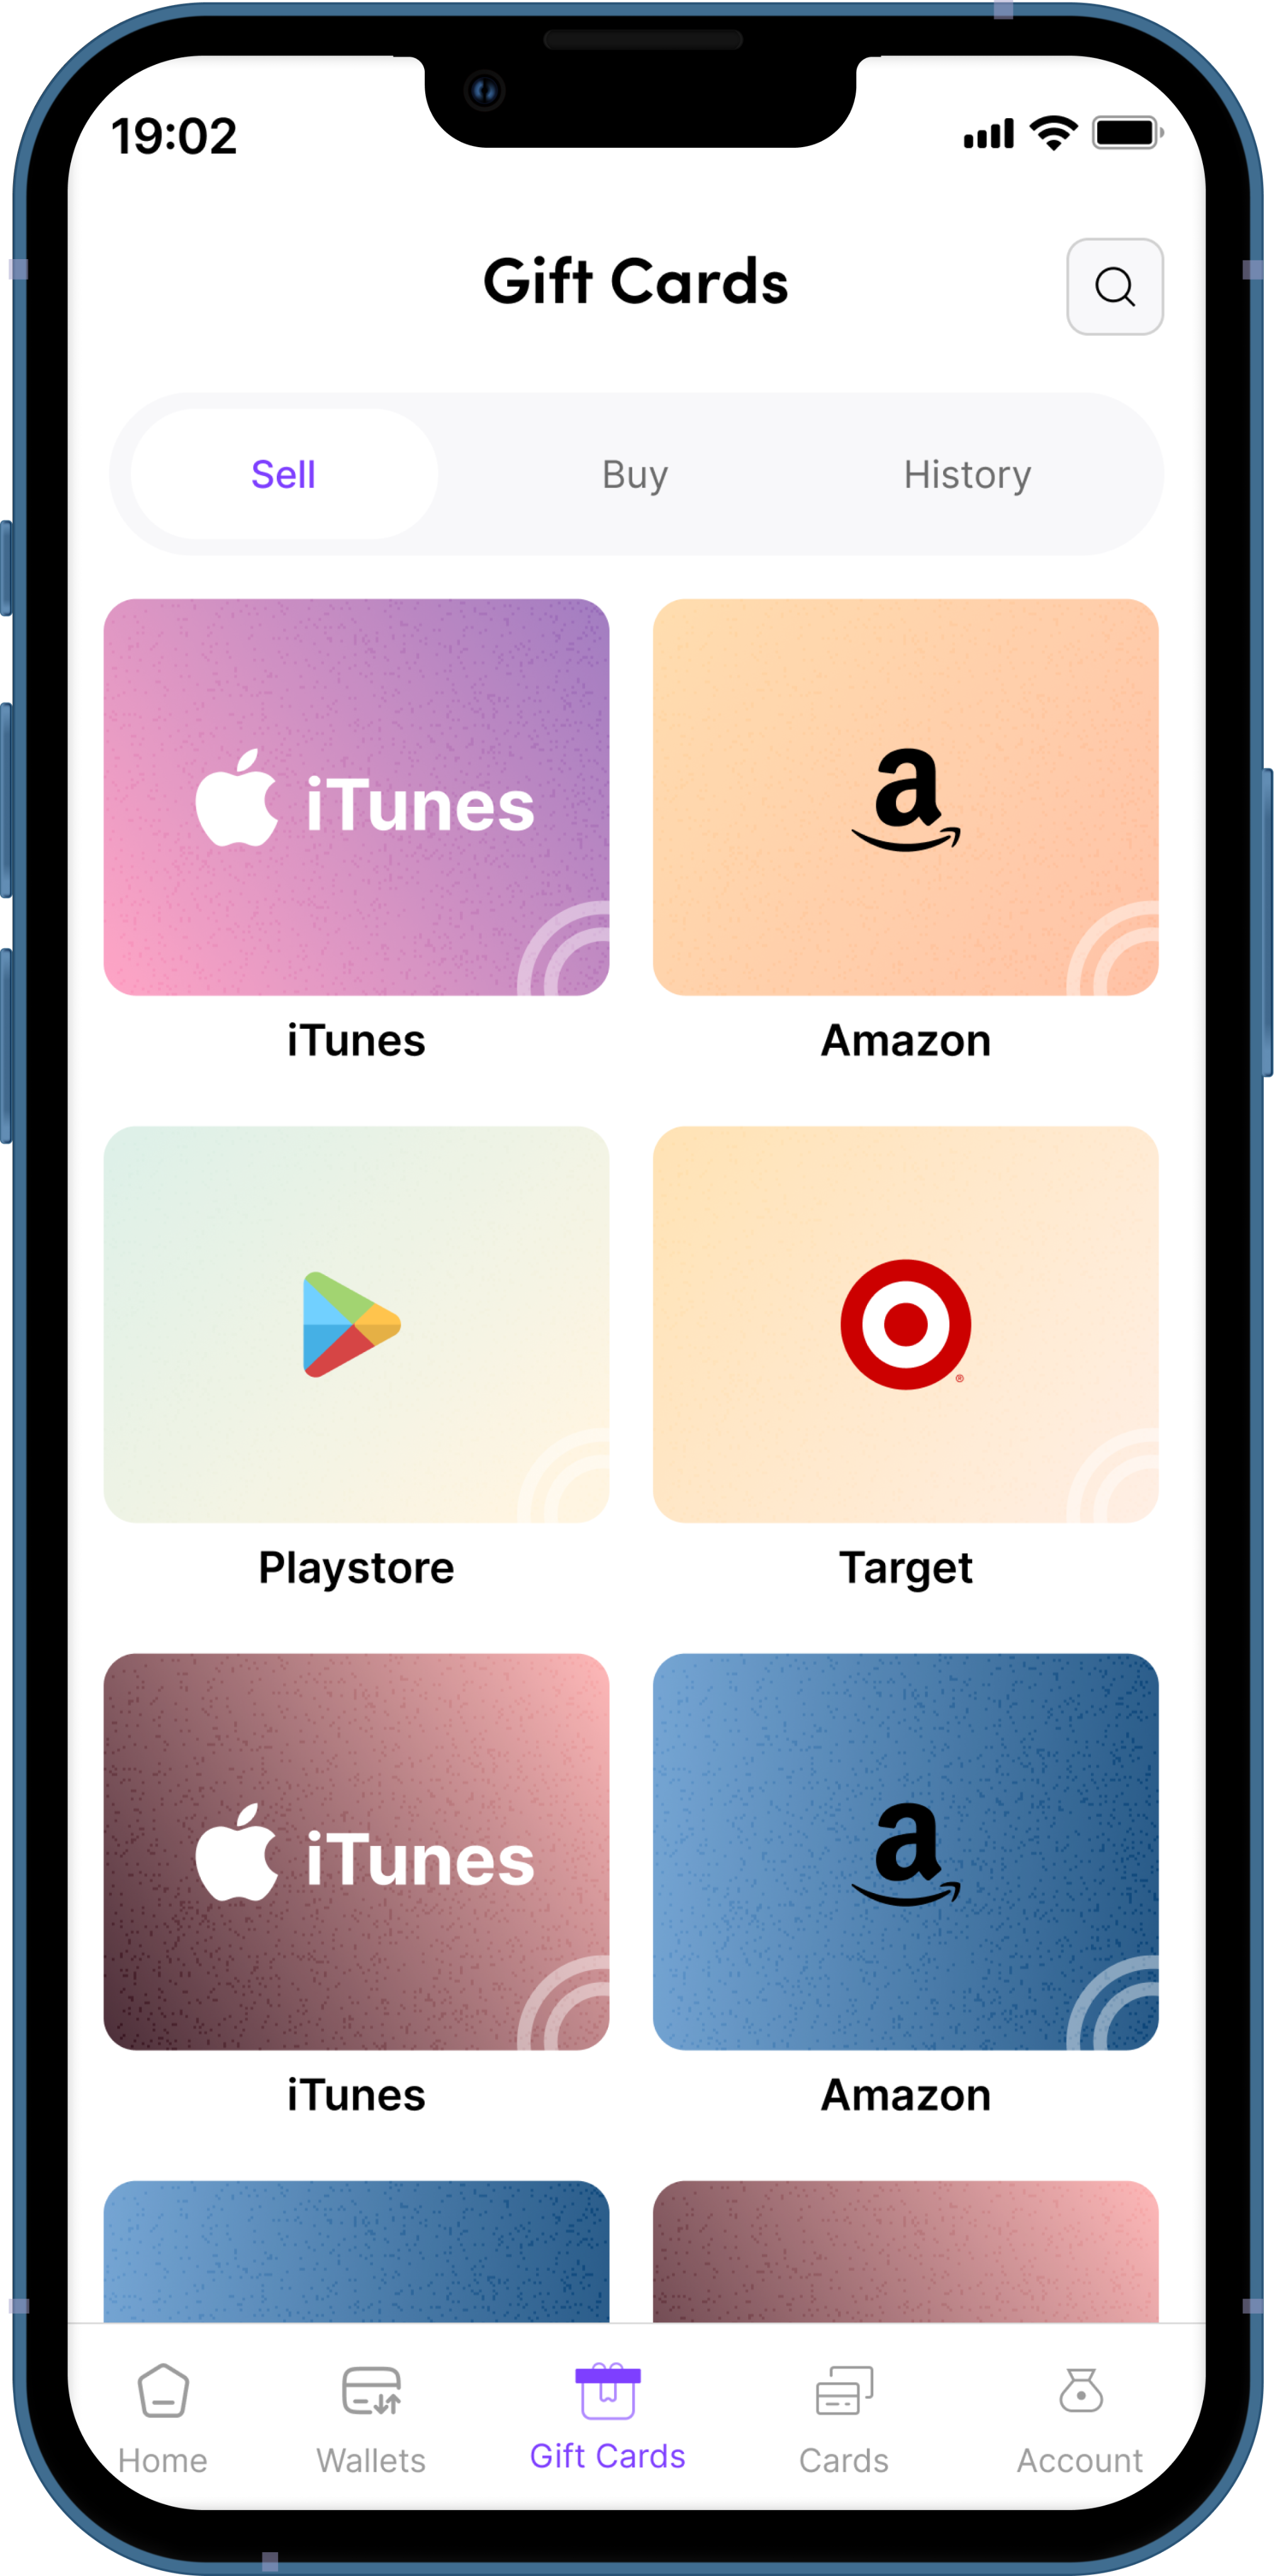 19:02
Gift Cards
Sell Buy History
iTunes
a
iTunes Amazon
®
Playstore Target
iTunes
a
iTunes Amazon
Home Wallets Gift Cards Cards Account